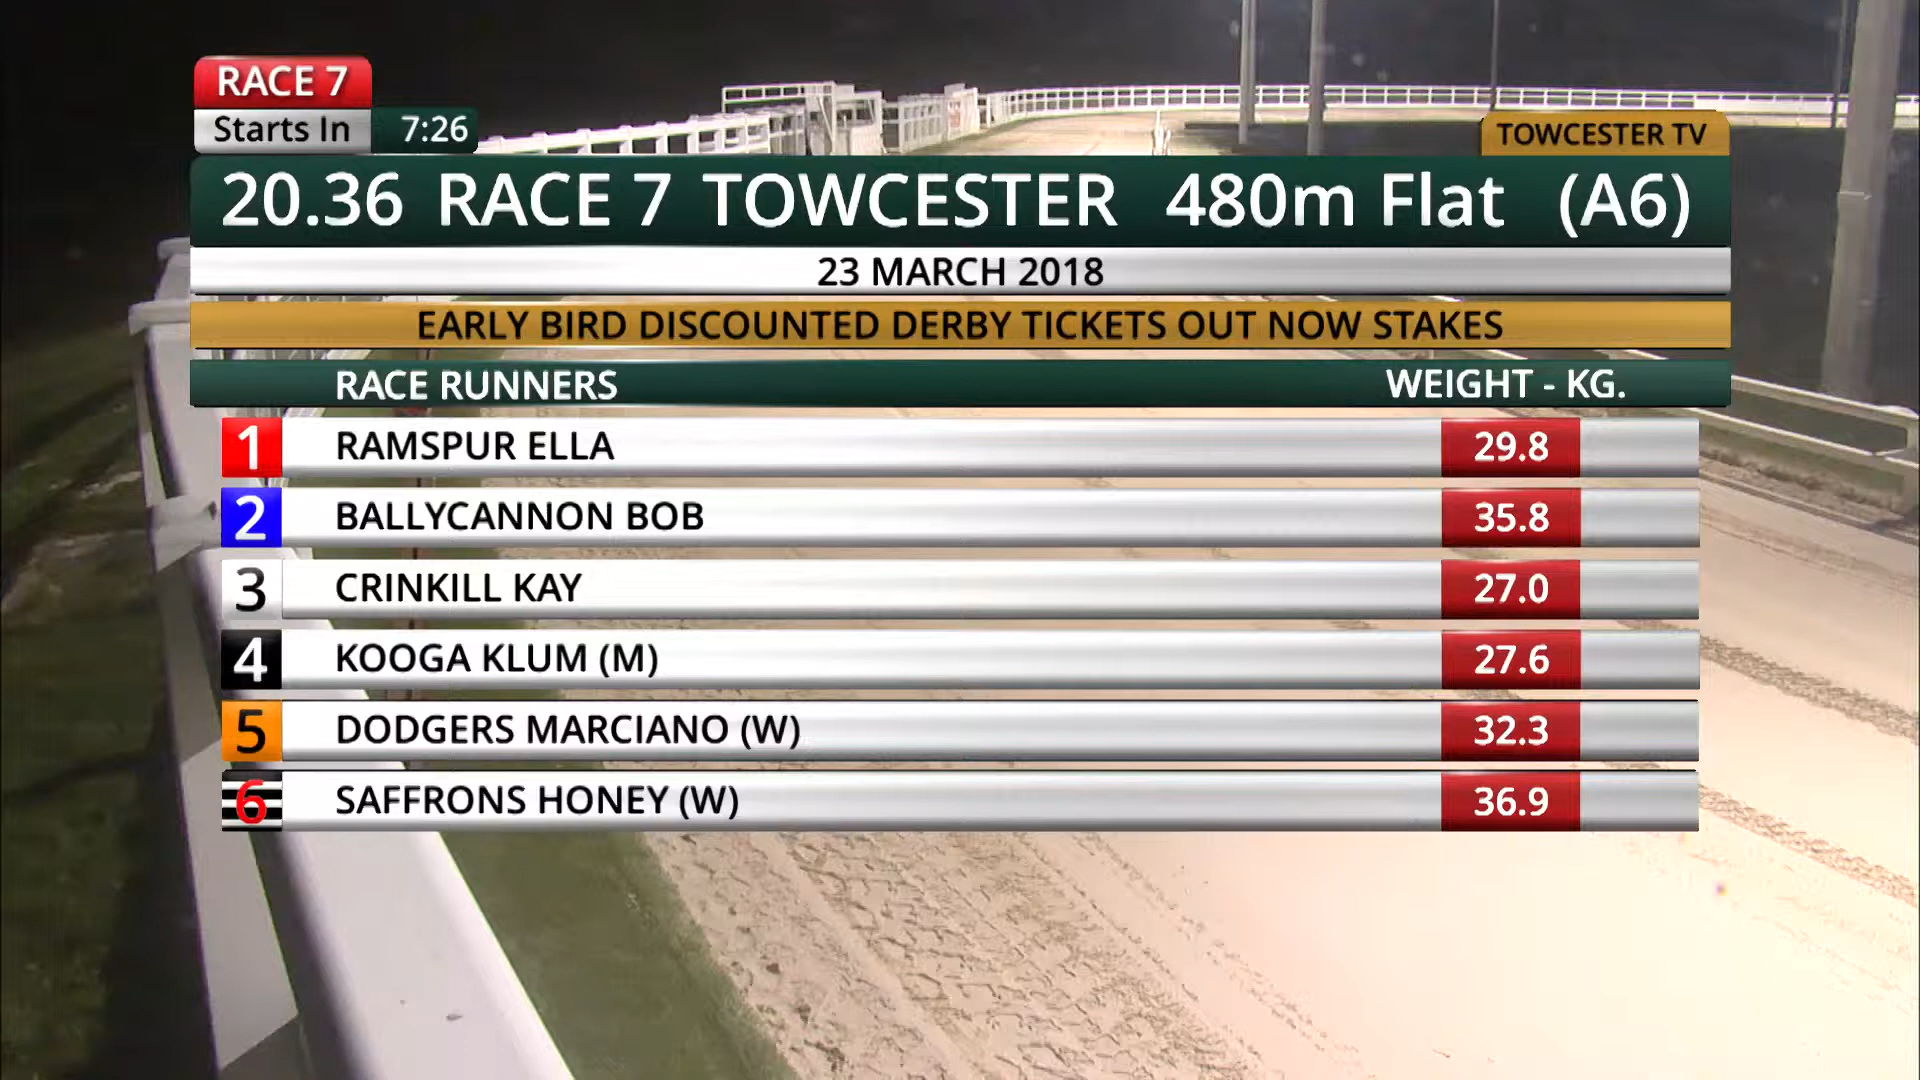 RACE 7
Starts In 7:26
TOWCESTER TV
20.36 RACE 7 TOWCESTER 480m Flat (A6)
23 MARCH 2018
EARLY BIRD DISCOUNTED DERBY TICKETS OUT NOW STAKES
RACE RUNNERS WEIGHT - KG.
1 RAMSPUR ELLA 29.8
2 BALLYCANNON BOB 35.8
3 CRINKILL KAY 27.0
4 KOOGA KLUM (M) 27.6
5 DODGERS MARCIANO (W) 32.3
6 SAFFRONS HONEY (W) 36.9